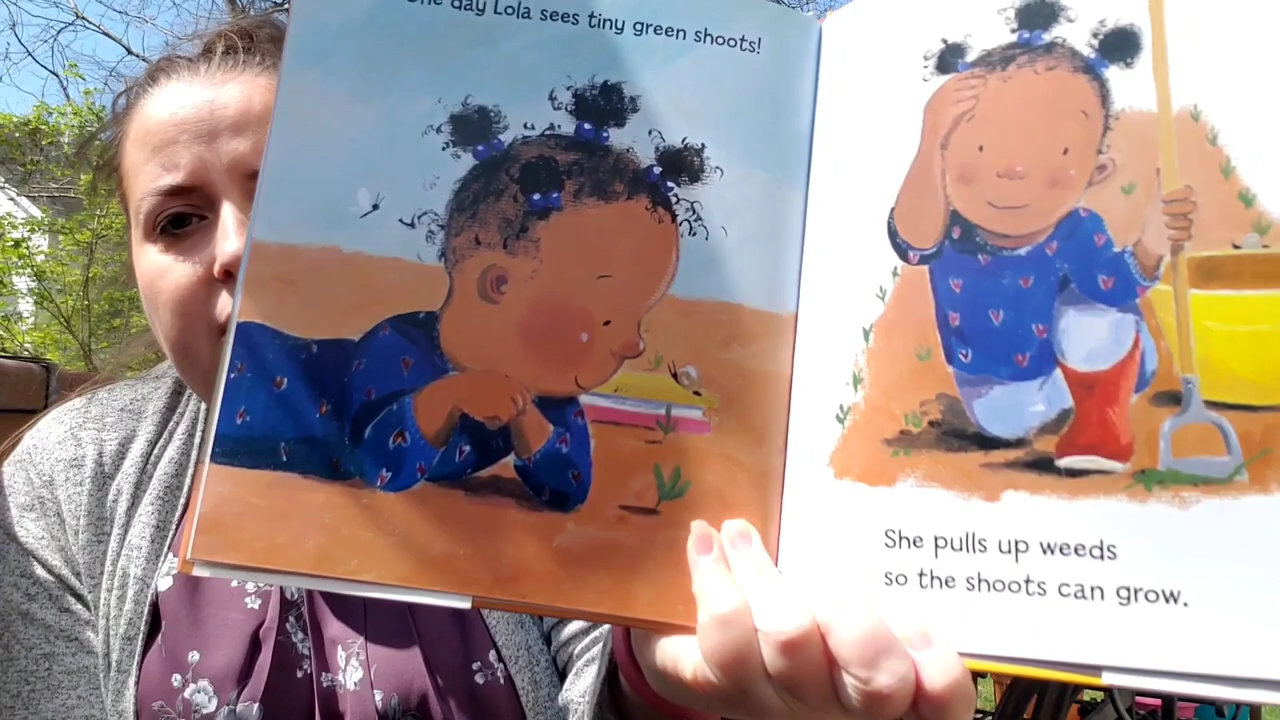 One day Lola sees tiny green shoots!
She pulls up weeds
so the shoots can grow.